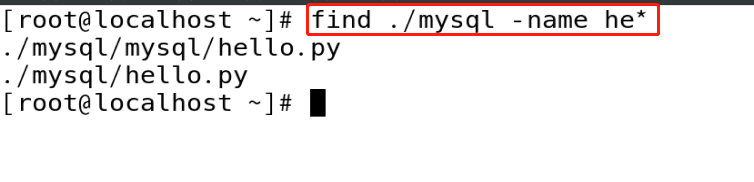 [root@localhost ~]# find ./mysql -name he*
./mysql/mysql/hello.py
./mysql/hello.py
[root@localhost ~]#